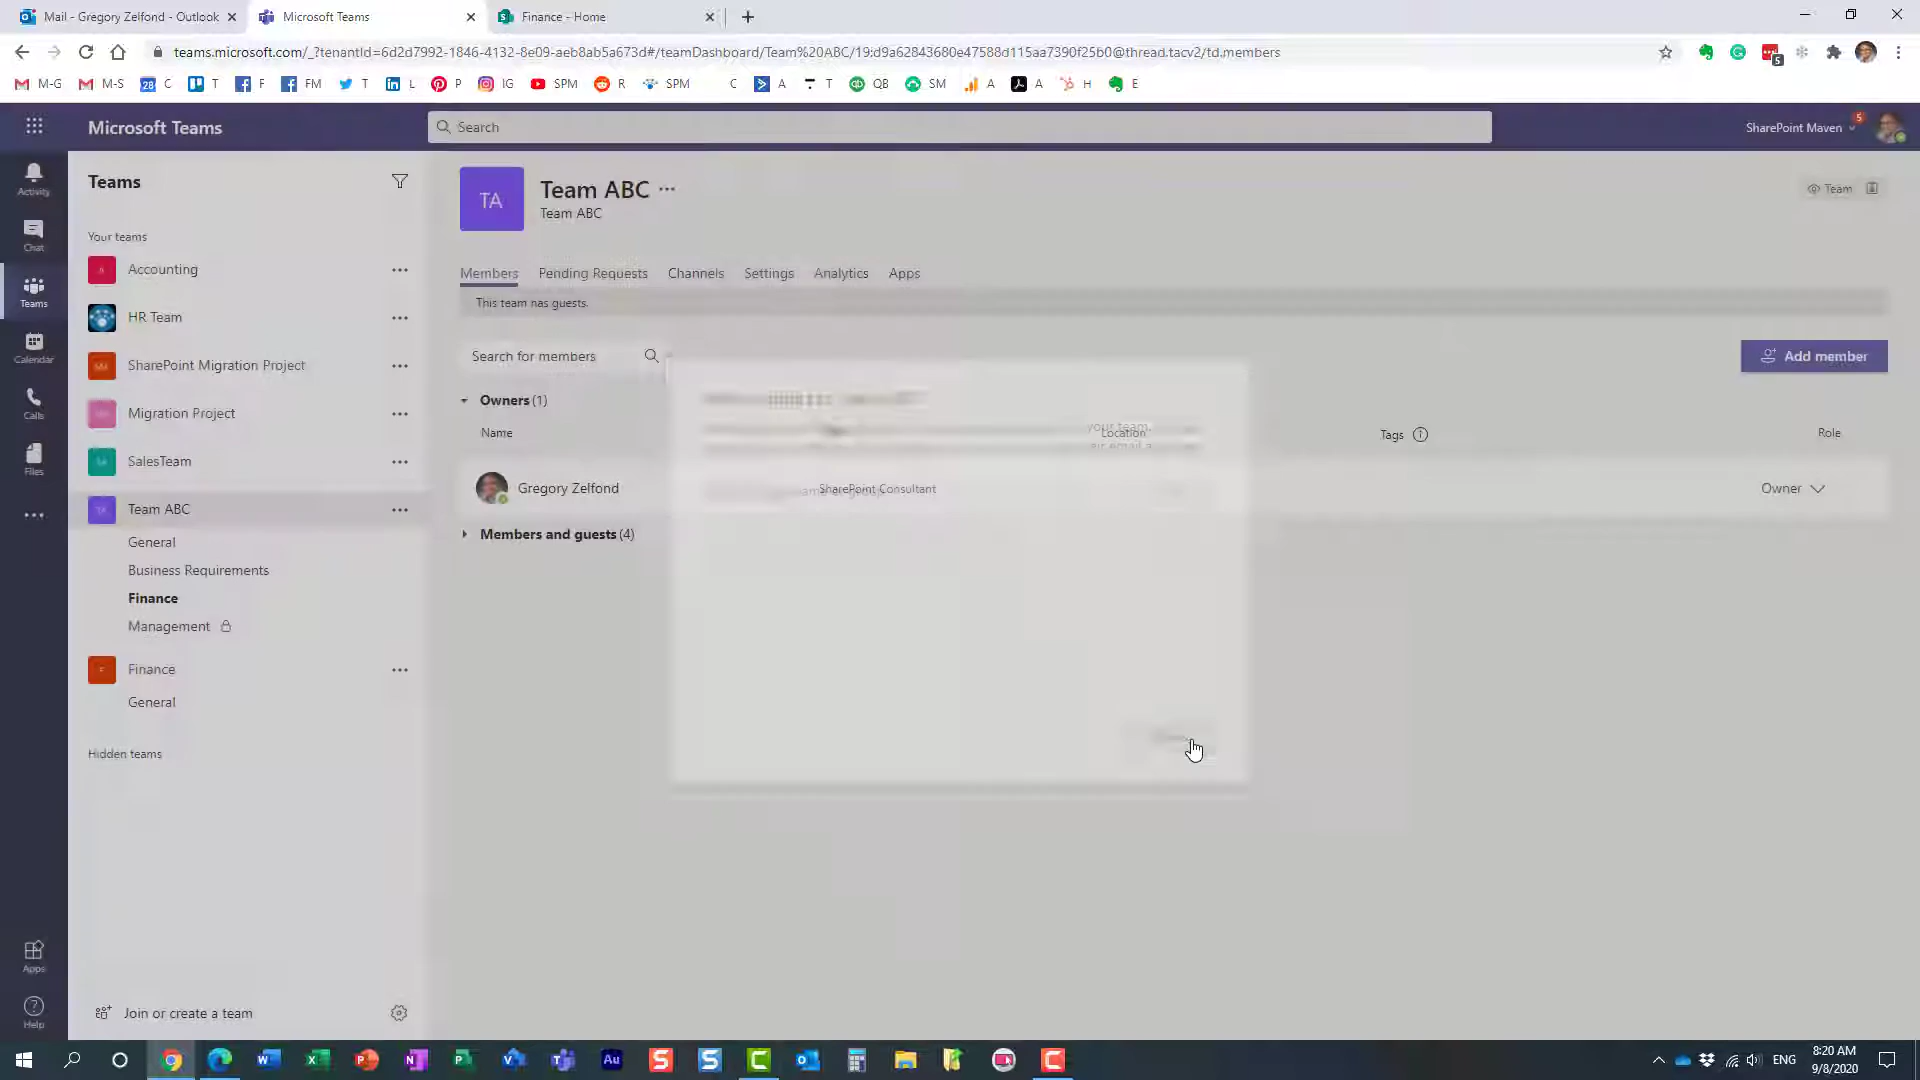 Mail - Gregory Zelfond - Outlook
Microsoft Teams
Finance - Home
teams.microsoft.com/_?tenantId=6d2d7992-1846-4132-8e09-aeb8ab5a673d#/teamDashboard/Team%20ABC/19:d9a62843680e47588d115aa7390f25b0@thread.tacv2/td.members
5
M-G
M-S
28 C
T
F
FM
T
L
P
IG
SPM
R
SPM
C
A
T
QB
SM
A
A
H
E
Microsoft Teams
Search
SharePoint Maven
5
Activity
Chat
Teams
Calendar
Calls
Files
Apps
Help
Teams
Your teams
Accounting
HR Team
SharePoint Migration Project
Migration Project
SalesTeam
Team ABC
General
Business Requirements
Finance
Management
Finance
General
Hidden teams
Join or create a team
TA
Team ABC
Team ABC
Team
Members Pending Requests Channels Settings Analytics Apps
This team has guests.
Search for members
Add member
Owners (1)
Name Location Tags Role
your team.
Gregory Zelfond SharePoint Consultant Owner
Members and guests (4)
ENG
8:20 AM
9/8/2020